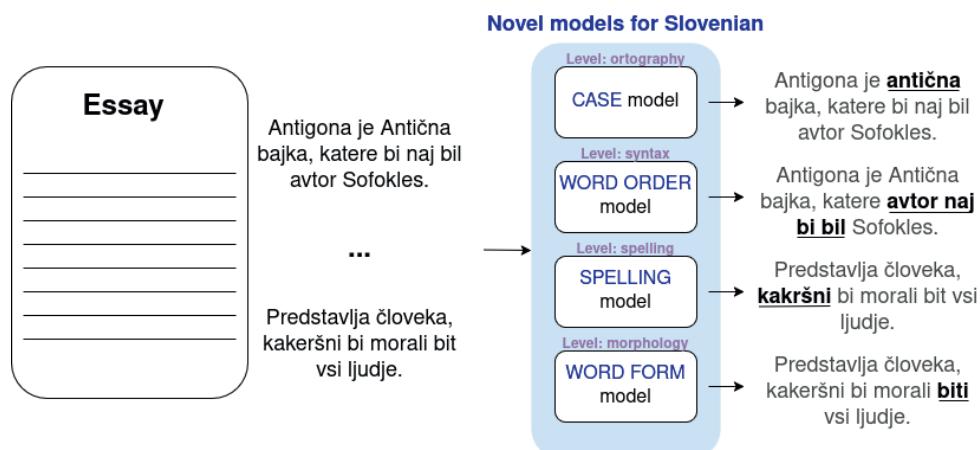 Novel models for Slovenian
Essay
Antigona je Antična
bajka, katere bi naj bil
avtor Sofokles.
...
Predstavlja človeka,
kakeršni bi morali bit
vsi ljudje.
Level: ortography
CASE model
Level: syntax
WORD ORDER
model
Level: spelling
SPELLING
model
Level: morphology
WORD FORM
model
Antigona je antična
bajka, katere bi naj bil
avtor Sofokles.
Antigona je Antična
bajka, katere avtor naj
bi bil Sofokles.
Predstavlja človeka,
kakršni bi morali bit vsi
ljudje.
Predstavlja človeka,
kakeršni bi morali biti
vsi ljudje.